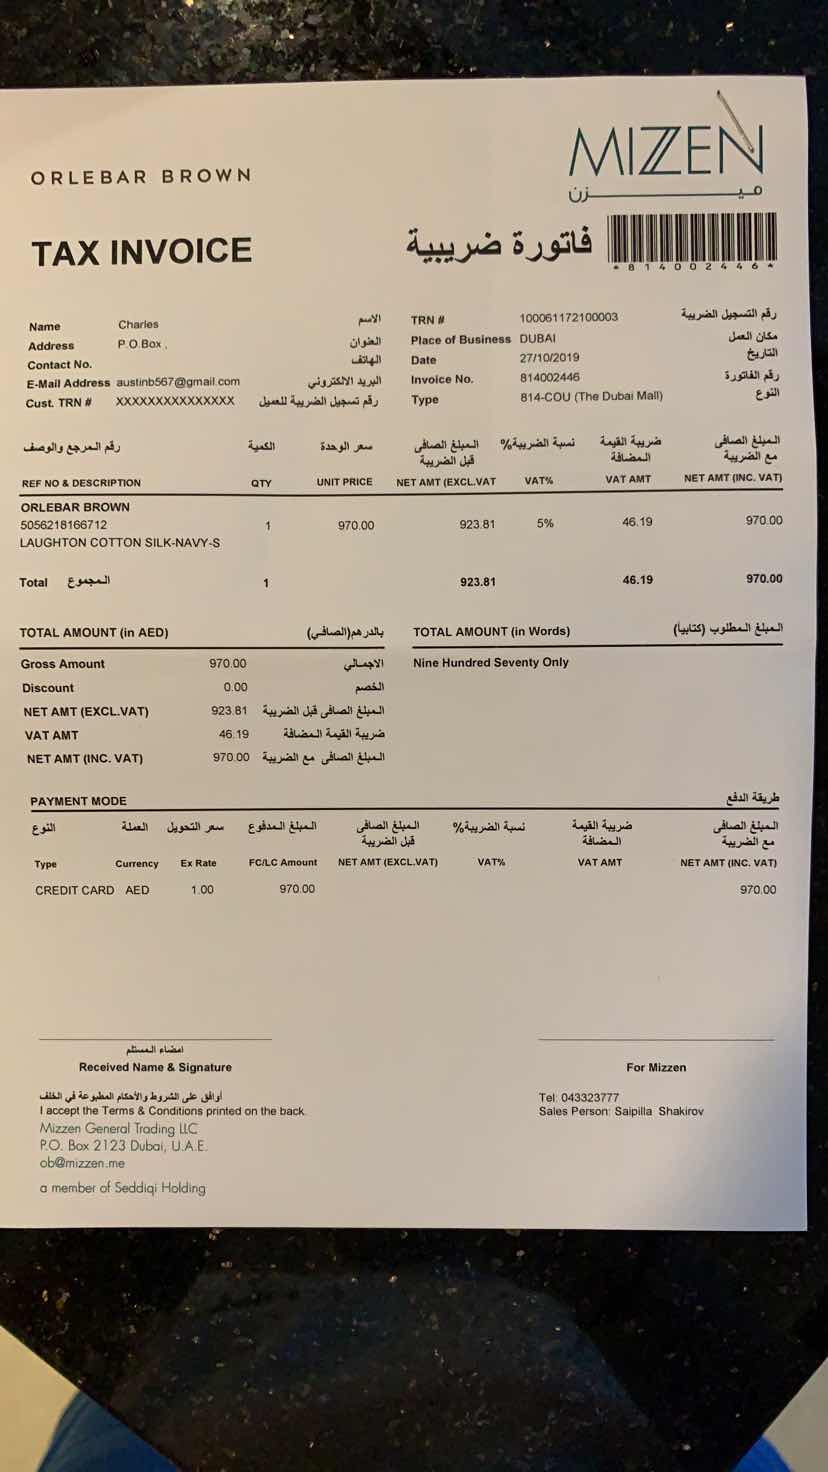 ORLEBAR BROWN
MIZZEN
ميزن
TAX INVOICE
فاتورة ضريبية
*814002446*
Name Charles الاسم
Address P.O.Box , العنوان
Contact No. الهاتف
E-Mail Address austinb567@gmail.com البريد الالكتروني
Cust. TRN # XXXXXXXXXXXXXXX رقم تسجيل الضريبة للعميل
TRN # 100061172100003 رقم التسجيل الضريبة
Place of Business DUBAI مكان العمل
Date 27/10/2019 التاريخ
Invoice No. 814002446 رقم الفاتورة
Type 814-COU (The Dubai Mall) النوع
رقم المرجع والوصف الكمية سعر الوحدة المبلغ الصافي قبل الضريبة نسبة الضريبة% ضريبة القيمة المضافة المبلغ الصافي مع الضريبة
REF NO & DESCRIPTION QTY UNIT PRICE NET AMT (EXCL.VAT VAT% VAT AMT NET AMT (INC. VAT)
ORLEBAR BROWN
5056218166712 1 970.00 923.81 5% 46.19 970.00
LAUGHTON COTTON SILK-NAVY-S
Total المجموع 1 923.81 46.19 970.00
TOTAL AMOUNT (in AED) بالدرهم(الصافي)
TOTAL AMOUNT (in Words) المبلغ المطلوب (كتابيا)
Gross Amount 970.00 الاجمالي
Nine Hundred Seventy Only
Discount 0.00 الخصم
NET AMT (EXCL.VAT) 923.81 المبلغ الصافى قبل الضريبة
VAT AMT 46.19 ضريبة القيمة المضافة
NET AMT (INC. VAT) 970.00 المبلغ الصافى مع الضريبة
PAYMENT MODE طريقة الدفع
النوع العملة سعر التحويل المبلغ المدفوع المبلغ الصافى قبل الضريبة نسبة الضريبة% ضريبة القيمة المضافة المبلغ الصافى مع الضريبة
Type Currency Ex Rate FC/LC Amount NET AMT (EXCL.VAT) VAT% VAT AMT NET AMT (INC. VAT)
CREDIT CARD AED 1.00 970.00 970.00
امضاء المستلم
Received Name & Signature
For Mizzen
أوافق على الشروط والأحكام المطبوعة في الخلف
I accept the Terms & Conditions printed on the back.
Tel: 043323777
Sales Person: Saipilla Shakirov
Mizzen General Trading LLC
P.O. Box 2123 Dubai, U.A.E.
ob@mizzen.me
a member of Seddiqi Holding